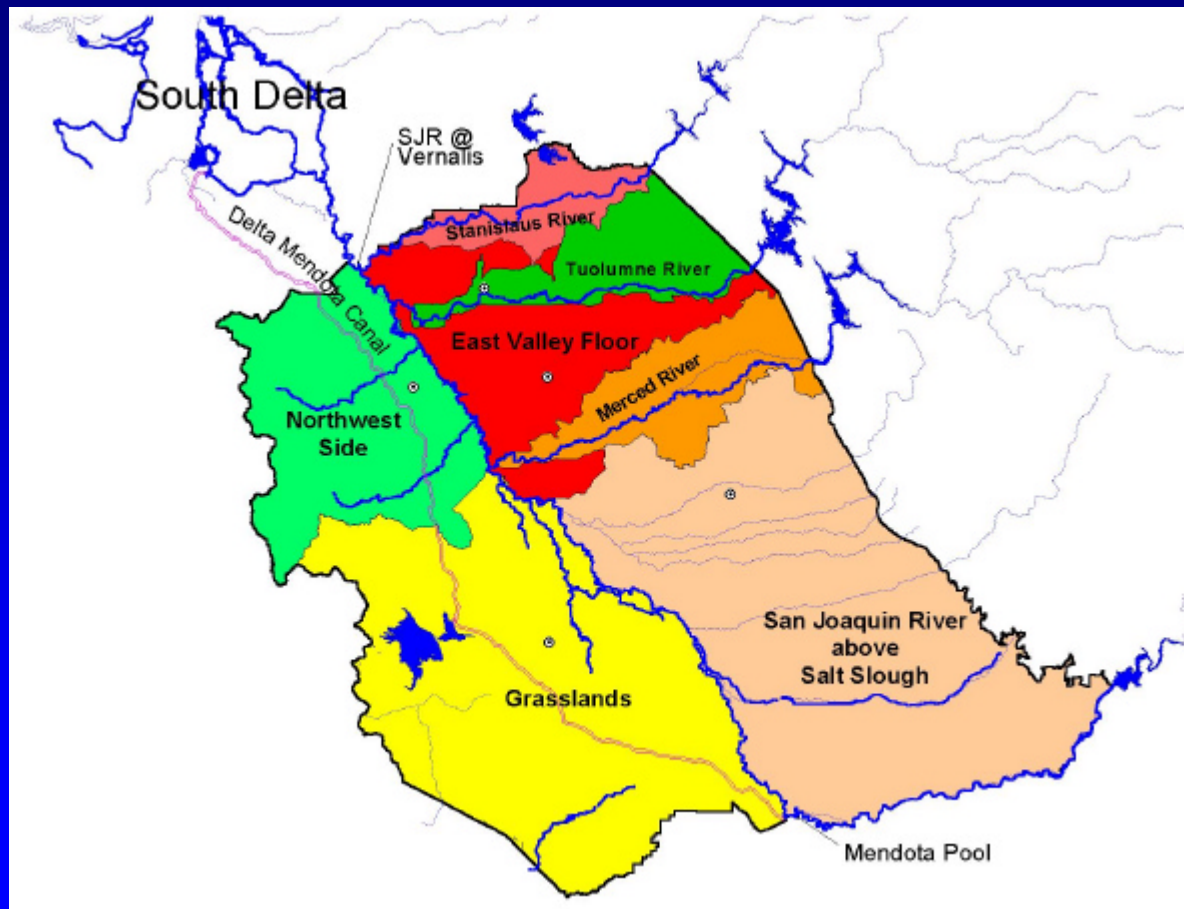 South Delta
SJR @
Vernalis
Delta Mendota Canal
Stanislaus River
Tuolumne River
East Valley Floor
Merced River
Northwest
Side
San Joaquin River
above
Salt Slough
Grasslands
Mendota Pool